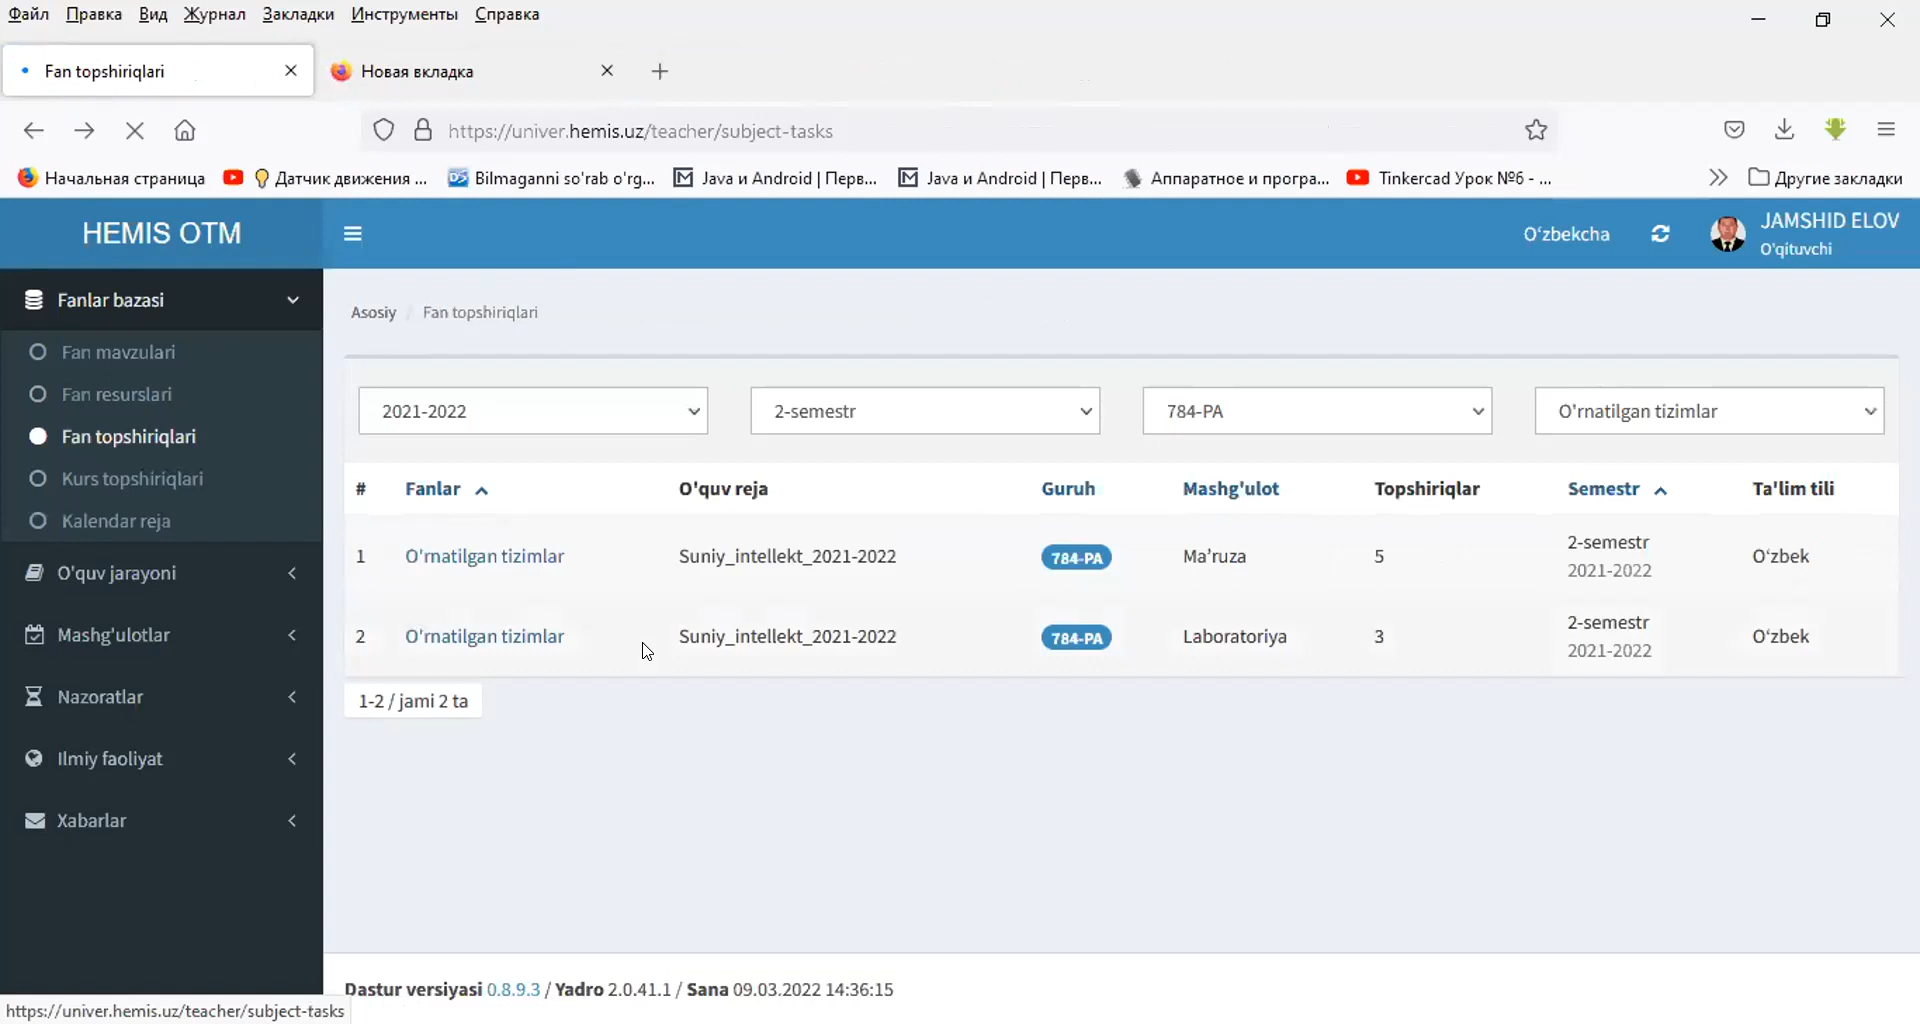 Файл Правка Вид Журнал Закладки Инструменты Справка
Fan topshiriqlari Новая вкладка
https://univer.hemis.uz/teacher/subject-tasks
Начальная страница Датчик движения ... Bilmaganni so'rab o'rg... Java и Android | Перв... Java и Android | Перв... Аппаратное и програ... Tinkercad Урок №6 - ... Другие закладки
HEMIS OTM O‘zbekcha JAMSHID ELOV
O'qituvchi
Fanlar bazasi
Fan mavzulari
Fan resurslari
Fan topshiriqlari
Kurs topshiriqlari
Kalendar reja
O'quv jarayoni
Mashg'ulotlar
Nazoratlar
Ilmiy faoliyat
Xabarlar
Asosiy / Fan topshiriqlari
2021-2022 2-semestr 784-PA O'rnatilgan tizimlar
# Fanlar O'quv reja Guruh Mashg'ulot Topshiriqlar Semestr Ta'lim tili
1 O'rnatilgan tizimlar Suniy_intellekt_2021-2022 784-PA Ma’ruza 5 2-semestr O‘zbek
2021-2022
2 O'rnatilgan tizimlar Suniy_intellekt_2021-2022 784-PA Laboratoriya 3 2-semestr O‘zbek
2021-2022
1-2 / jami 2 ta
Dastur versiyasi 0.8.9.3 / Yadro 2.0.41.1 / Sana 09.03.2022 14:36:15
https://univer.hemis.uz/teacher/subject-tasks